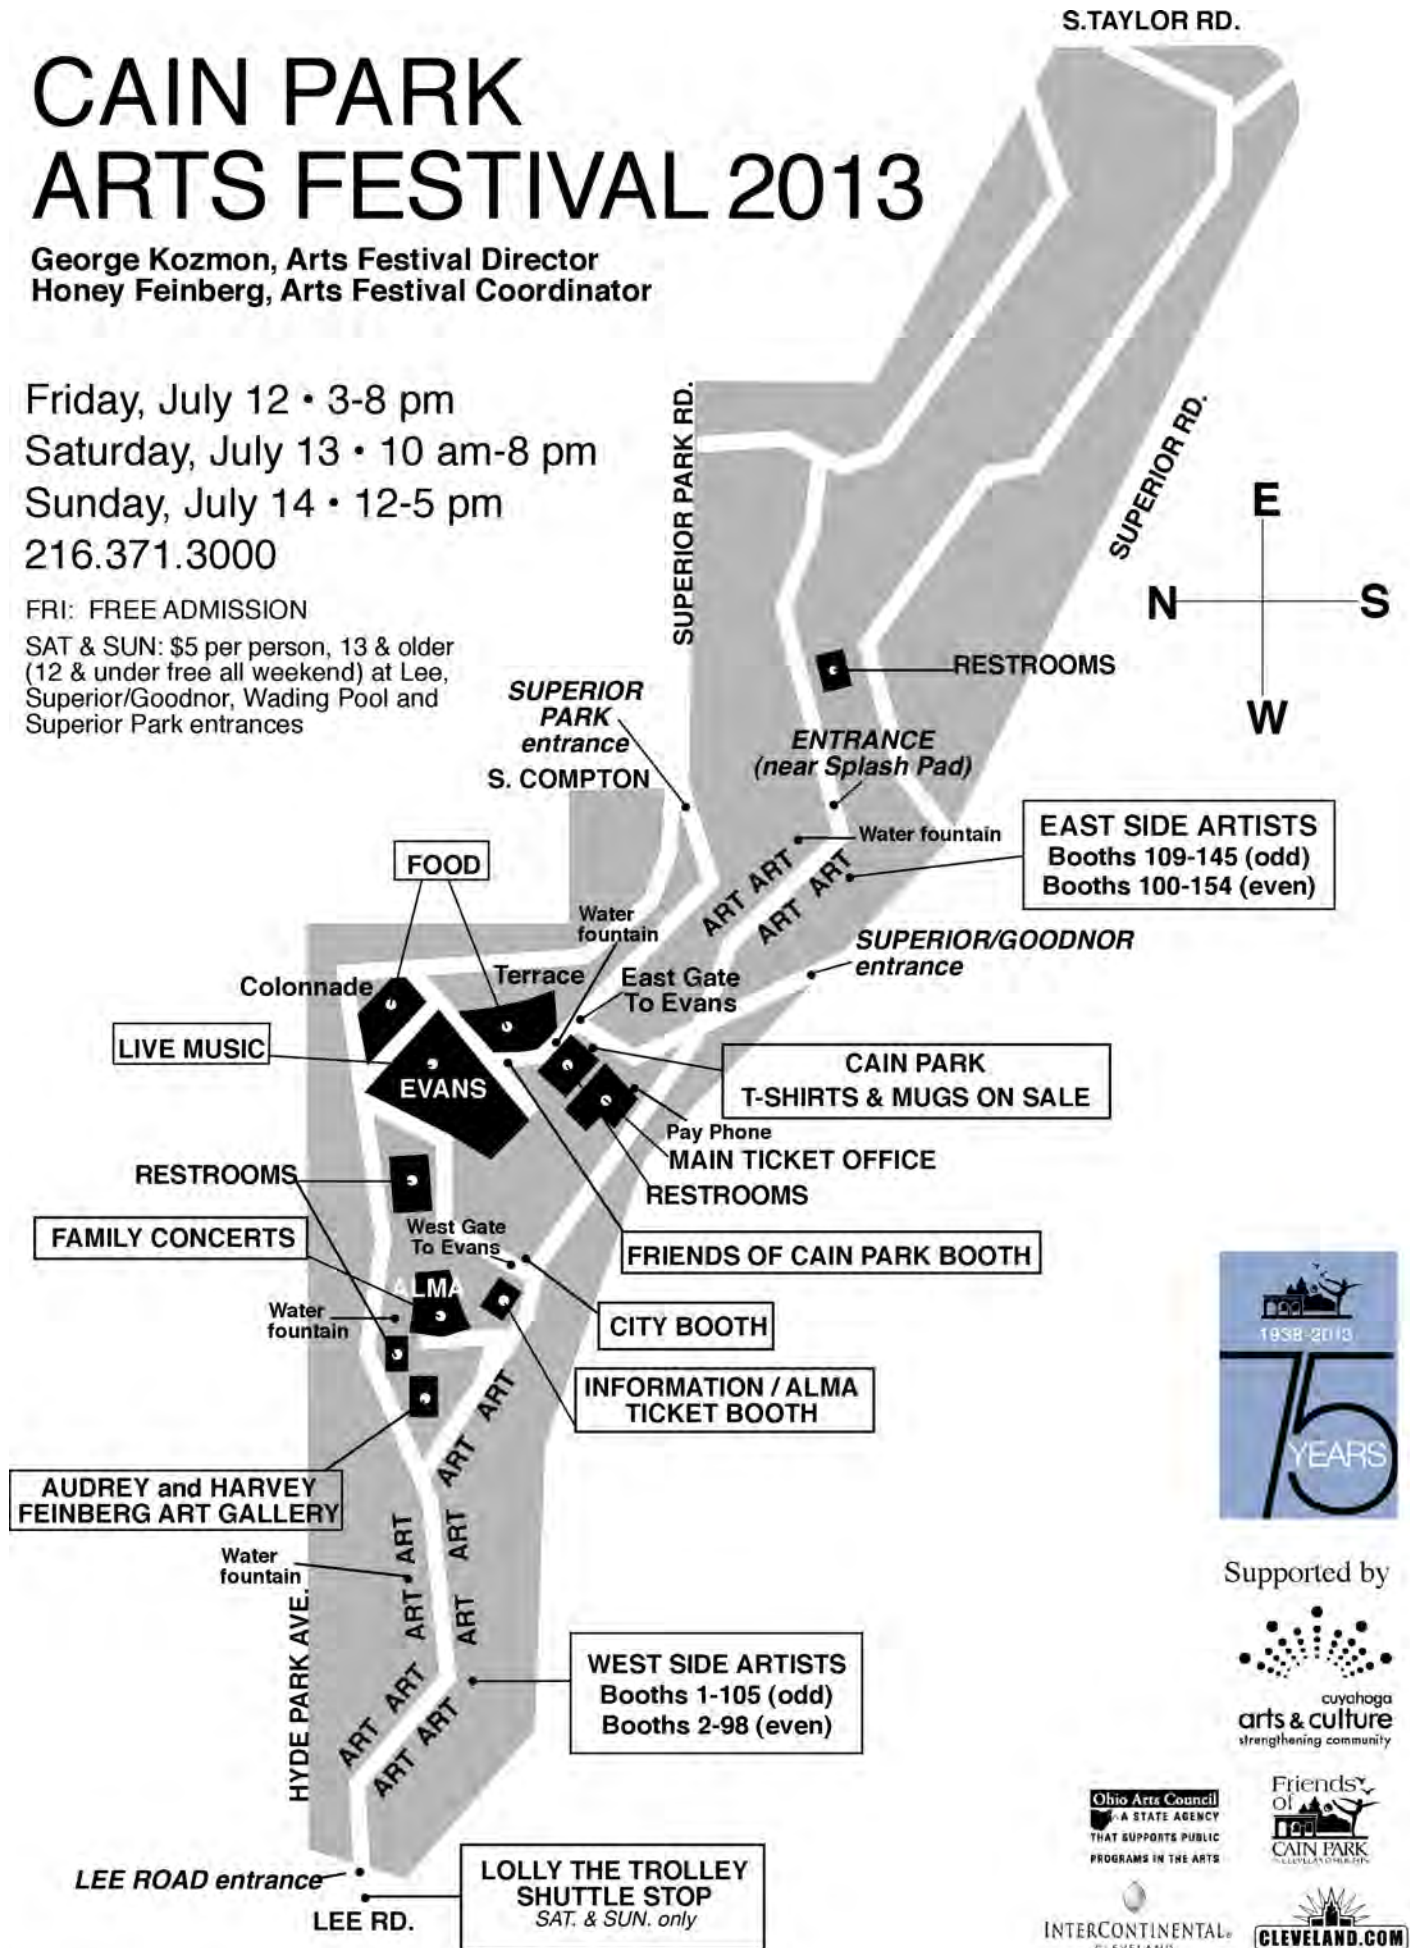 S.TAYLOR RD.
CAIN PARK
ARTS FESTIVAL 2013
George Kozmon, Arts Festival Director
Honey Feinberg, Arts Festival Coordinator
Friday, July 12 • 3-8 pm
Saturday, July 13 • 10 am-8 pm
Sunday, July 14 • 12-5 pm
216.371.3000
FRI: FREE ADMISSION
SAT & SUN: $5 per person, 13 & older
(12 & under free all weekend) at Lee,
Superior/Goodnor, Wading Pool and
Superior Park entrances
SUPERIOR PARK RD.
SUPERIOR RD.
E
N
S
W
RESTROOMS
SUPERIOR
PARK
entrance
S. COMPTON
ENTRANCE
(near Splash Pad)
Water fountain
EAST SIDE ARTISTS
Booths 109-145 (odd)
Booths 100-154 (even)
ART ART
ART ART
FOOD
Water
fountain
SUPERIOR/GOODNOR
entrance
Colonnade
Terrace
East Gate
To Evans
LIVE MUSIC
EVANS
CAIN PARK
T-SHIRTS & MUGS ON SALE
Pay Phone
MAIN TICKET OFFICE
RESTROOMS
RESTROOMS
FAMILY CONCERTS
West Gate
To Evans
FRIENDS OF CAIN PARK BOOTH
ALMA
Water
fountain
CITY BOOTH
INFORMATION / ALMA
TICKET BOOTH
ART ART
AUDREY and HARVEY
FEINBERG ART GALLERY
ART ART
ART ART
Water
fountain
HYDE PARK AVE.
WEST SIDE ARTISTS
Booths 1-105 (odd)
Booths 2-98 (even)
ART ART
ART ART
LEE ROAD entrance
LEE RD.
LOLLY THE TROLLEY
SHUTTLE STOP
SAT. & SUN. only
1938-2013
75
YEARS
Supported by
cuyahoga
arts & culture
strengthening community
Ohio Arts Council
A STATE AGENCY
THAT SUPPORTS PUBLIC
PROGRAMS IN THE ARTS
Friends
of
CAIN PARK
INTERCONTINENTAL®
CLEVELAND
CLEVELAND.COM